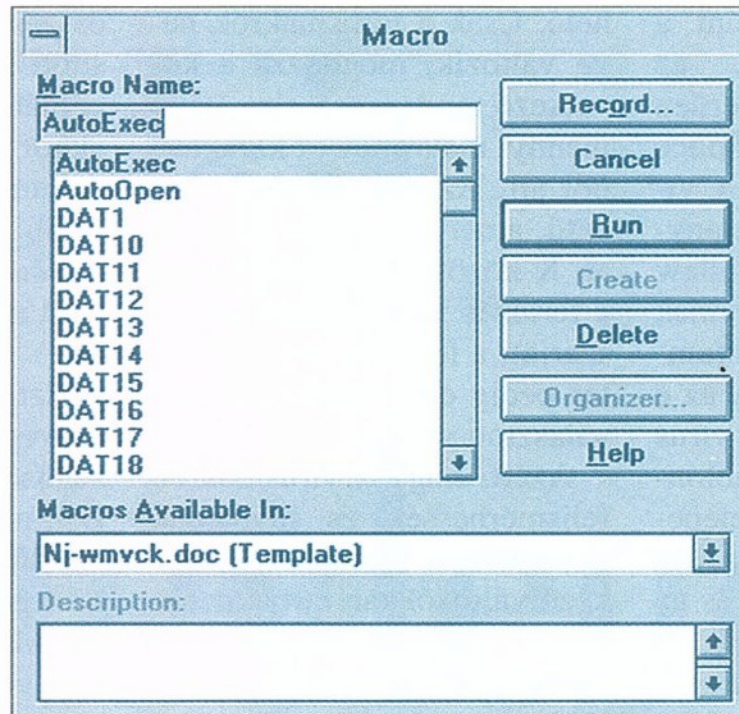 Macro
Macro Name:
AutoExec
AutoExec
AutoOpen
DAT1
DAT10
DAT11
DAT12
DAT13
DAT14
DAT15
DAT16
DAT17
DAT18
Record...
Cancel
Run
Create
Delete
Organizer...
Help
Macros Available In:
Nj-wmvck.doc (Template)
Description: